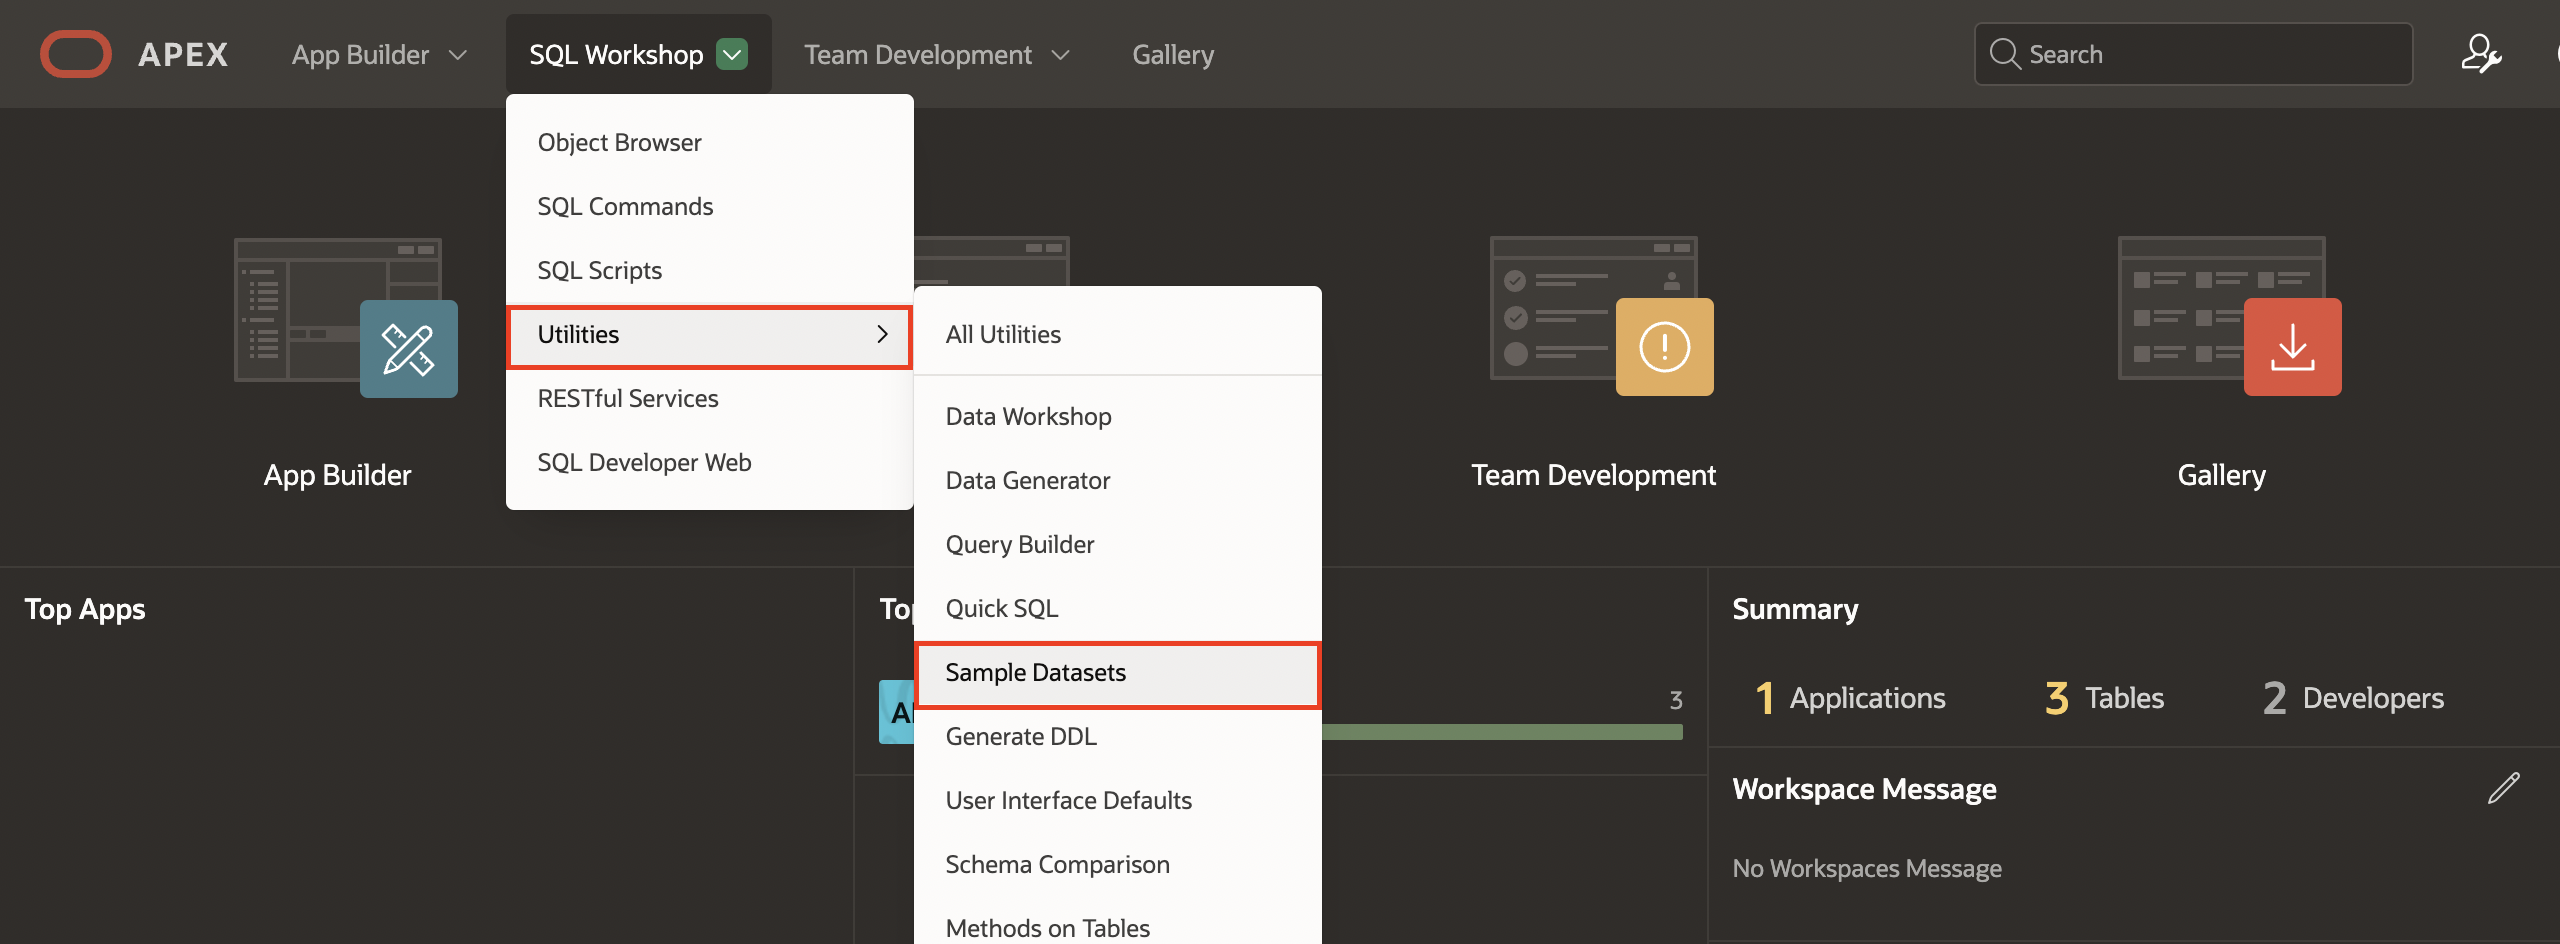 APEX
App Builder
SQL Workshop
Team Development
Gallery
Search
Object Browser
SQL Commands
SQL Scripts
Utilities
RESTful Services
SQL Developer Web
All Utilities
Data Workshop
Data Generator
Query Builder
Quick SQL
Sample Datasets
Generate DDL
User Interface Defaults
Schema Comparison
Methods on Tables
App Builder
Team Development
Gallery
Top Apps
3
Summary
1 Applications
3 Tables
2 Developers
Workspace Message
No Workspaces Message